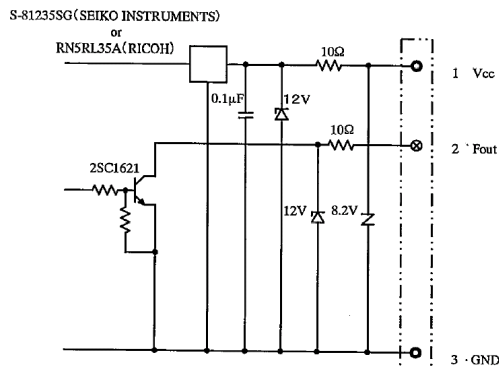 S-81235SG(SEIKO INSTRUMENTS)
or
RN5RL35A(RICOH)
10Ω
1 Vcc
0.1μF
12V
10Ω
2 Fout
2SC1621
12V
8.2V
3 GND